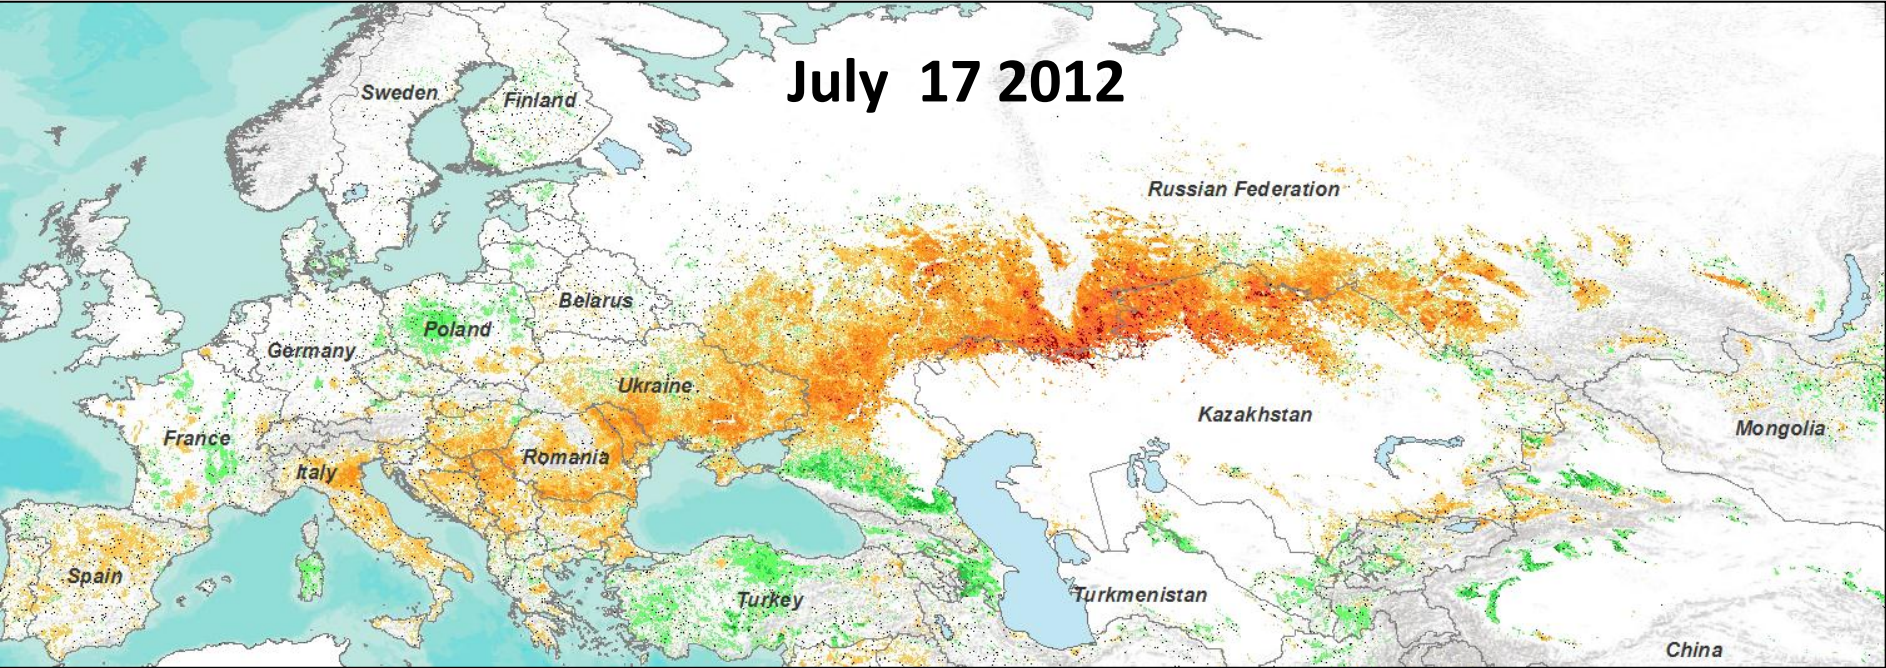 July  17 2012
Sweden
Finland
Russian Federation
Belarus
Poland
Germany
Ukraine
Kazakhstan
France
Mongolia
Romania
Italy
Spain
Turkey
Turkmenistan
China